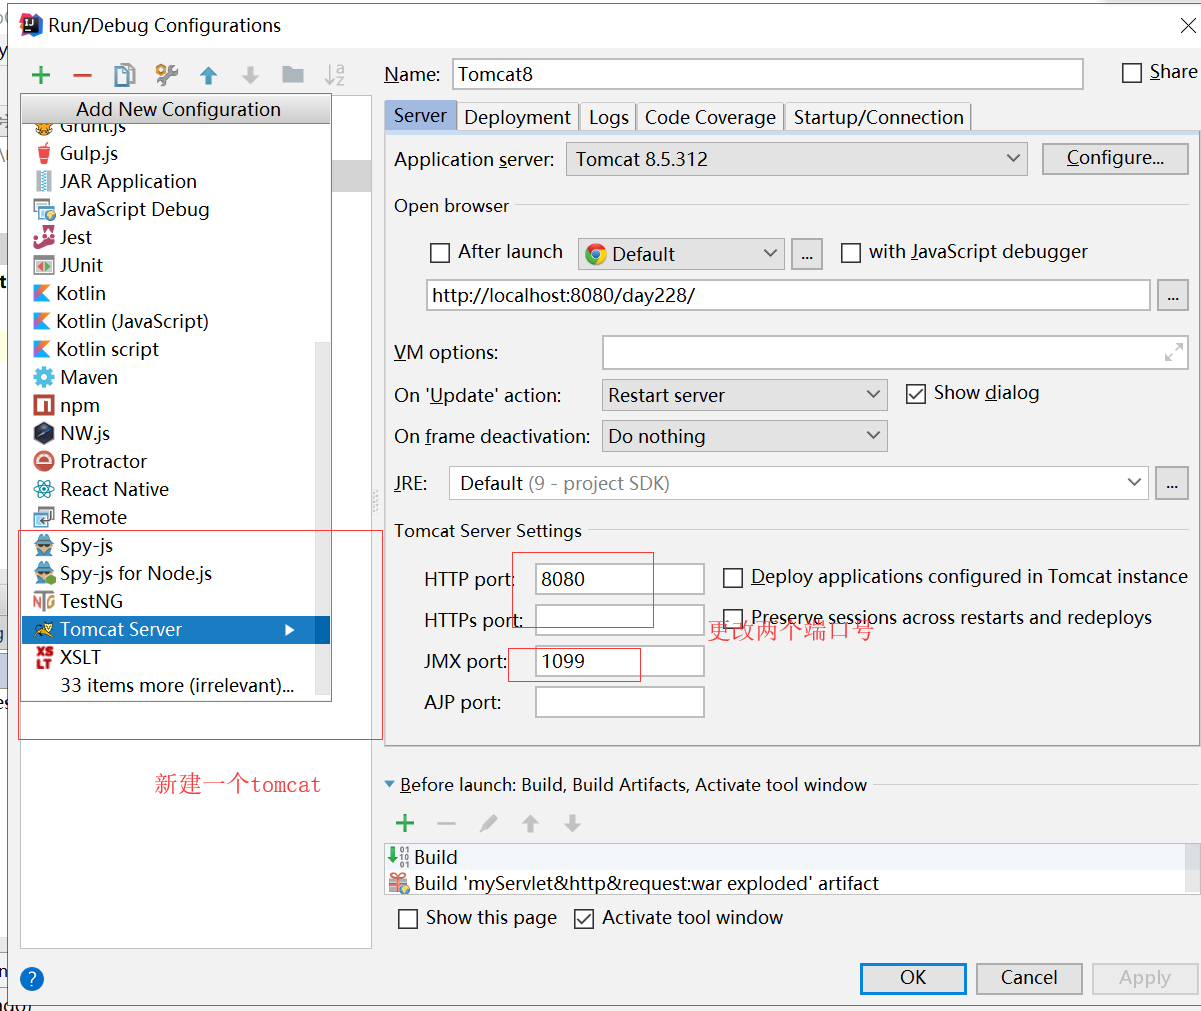 Run/Debug Configurations
Name: Tomcat8
Share
Add New Configuration
Grunt.js
Gulp.js
JAR Application
JavaScript Debug
Jest
JUnit
Kotlin
Kotlin (JavaScript)
Kotlin script
Maven
npm
NW.js
Protractor
React Native
Remote
Spy-js
Spy-js for Node.js
TestNG
Tomcat Server
XSLT
33 items more (irrelevant)...
新建一个tomcat
Server Deployment Logs Code Coverage Startup/Connection
Application server: Tomcat 8.5.312 Configure...
Open browser
After launch Default ... with JavaScript debugger
http://localhost:8080/day228/ ...
VM options:
On 'Update' action: Restart server Show dialog
On frame deactivation: Do nothing
JRE: Default (9 - project SDK) ...
Tomcat Server Settings
HTTP port: 8080 Deploy applications configured in Tomcat instance
HTTPs port: Preserve sessions across restarts and redeploys
更改两个端口号
JMX port: 1099
AJP port:
Before launch: Build, Build Artifacts, Activate tool window
Build
Build 'myServlet&http&request:war exploded' artifact
Show this page Activate tool window
? OK Cancel Apply